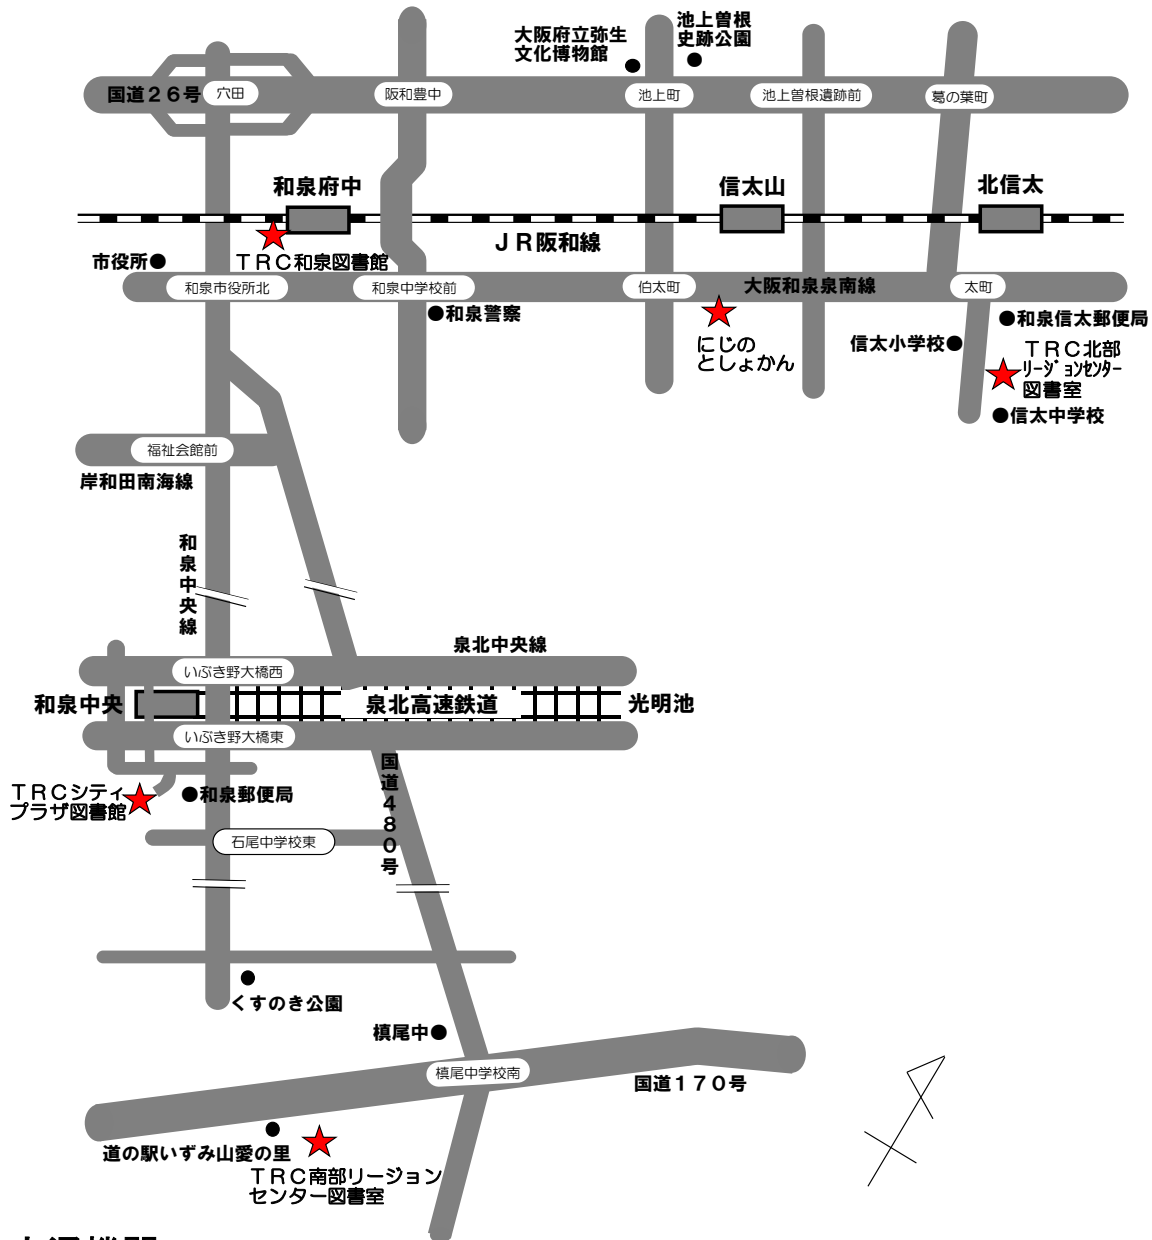 大阪府立弥生
文化博物館
池上曽根
史跡公園
国道２６号
穴田
阪和豊中
池上町
池上曽根遺跡前
葛の葉町
和泉府中
信太山
北信太
ＪＲ阪和線
市役所
ＴＲＣ和泉図書館
和泉市役所北
和泉中学校前
伯太町
大阪和泉泉南線
太町
和泉警察
和泉信太郵便局
にじの
としょかん
信太小学校
ＴＲＣ北部
ﾘｰｼﾞｮﾝｾﾝﾀｰ
図書室
信太中学校
福祉会館前
岸和田南海線
和泉中央線
泉北中央線
いぶき野大橋西
和泉中央
泉北高速鉄道
光明池
いぶき野大橋東
国道４８０号
ＴＲＣシティ
プラザ図書館
和泉郵便局
石尾中学校東
くすのき公園
槙尾中
槙尾中学校南
国道１７０号
道の駅いずみ山愛の里
ＴＲＣ南部リージョン
センター図書室